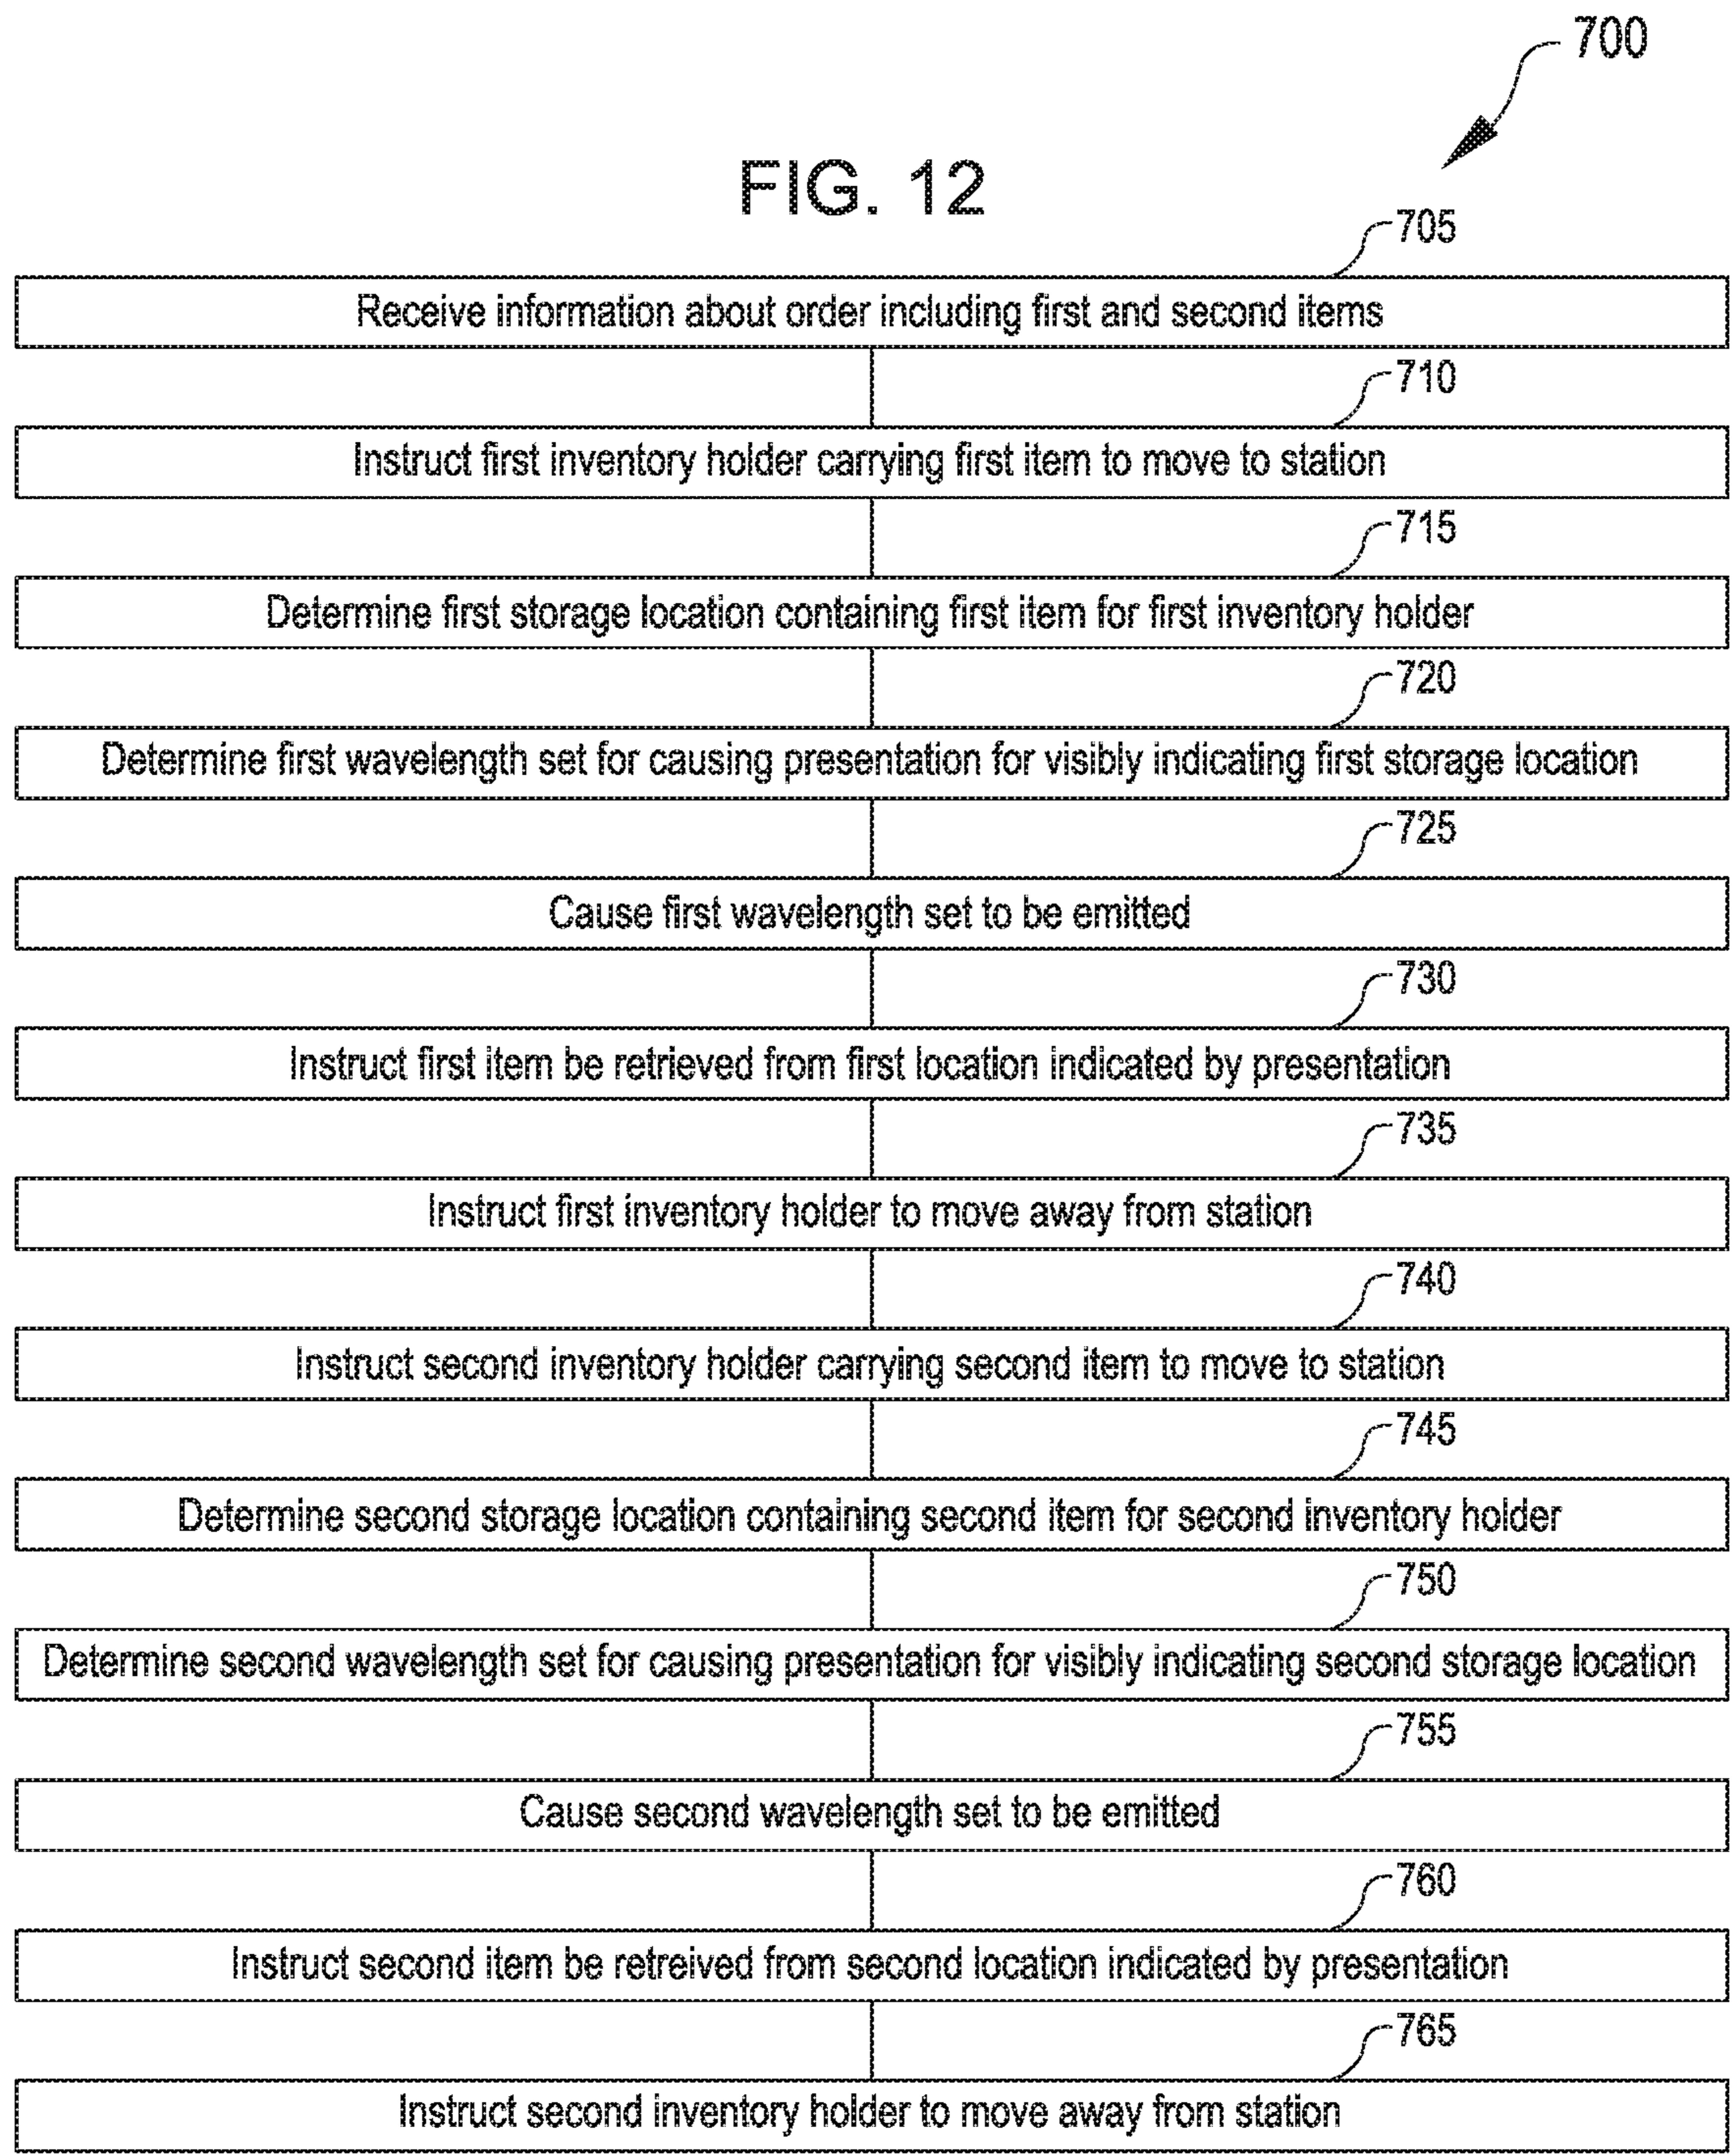 700
FIG. 12
705
Receive information about order including first and second items
710
Instruct first inventory holder carrying first item to move to station
715
Determine first storage location containing first item for first inventory holder
720
Determine first wavelength set for causing presentation for visibly indicating first storage location
725
Cause first wavelength set to be emitted
730
Instruct first item be retrieved from first location indicated by presentation
735
Instruct first inventory holder to move away from station
740
Instruct second inventory holder carrying second item to move to station
745
Determine second storage location containing second item for second inventory holder
750
Determine second wavelength set for causing presentation for visibly indicating second storage location
755
Cause second wavelength set to be emitted
760
Instruct second item be retreived from second location indicated by presentation
765
Instruct second inventory holder to move away from station